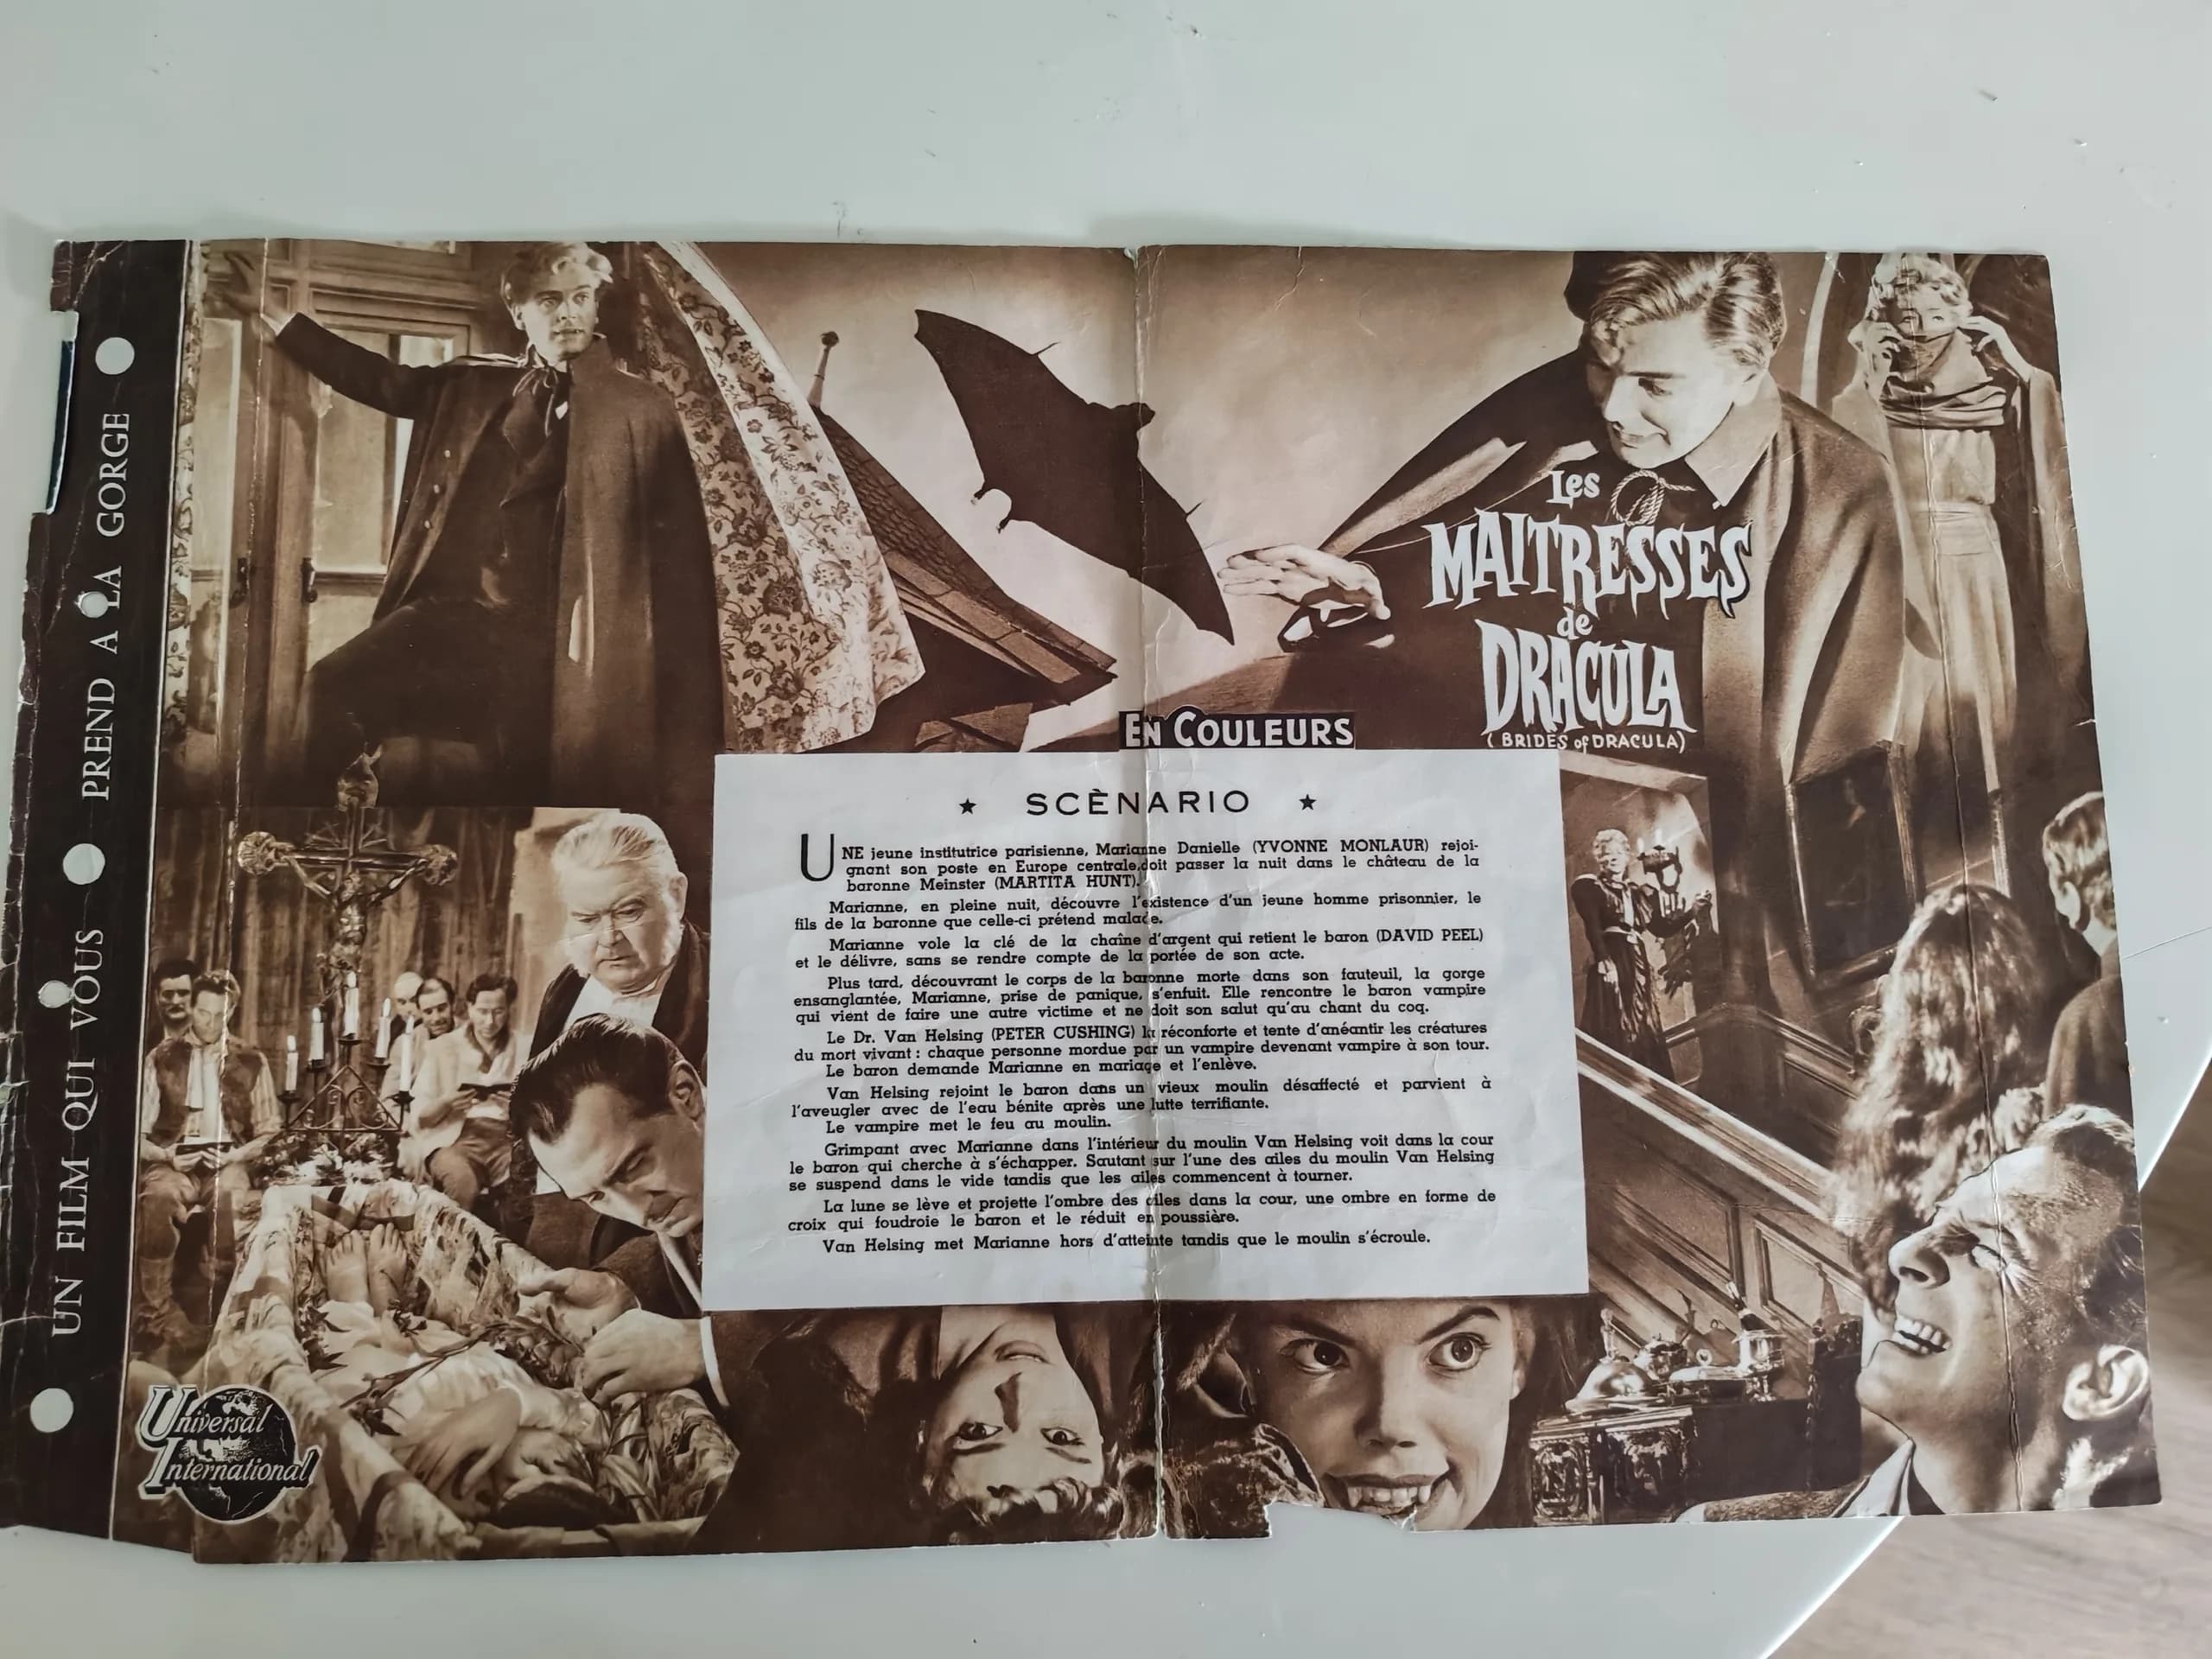 UN FILM QUI VOUS PREND A LA GORGE
Les
MAITRESSES
de
DRACULA
( BRIDES of DRACULA)
EN COULEURS
★ SCÈNARIO ★
UNE jeune institutrice parisienne, Marianne Danielle (YVONNE MONLAUR) rejoi-
gnant son poste en Europe centrale, doit passer la nuit dans le château de la
baronne Meinster (MARTITA HUNT).
Marianne, en pleine nuit, découvre l'existence d'un jeune homme prisonnier, le
fils de la baronne que celle-ci prétend malade.
Marianne vole la clé de la chaîne d'argent qui retient le baron (DAVID PEEL)
et le délivre, sans se rendre compte de la portée de son acte.
Plus tard, découvrant le corps de la baronne morte dans son fauteuil, la gorge
ensanglantée, Marianne, prise de panique, s'enfuit. Elle rencontre le baron vampire
qui vient de faire une autre victime et ne doit son salut qu'au chant du coq.
Le Dr. Van Helsing (PETER CUSHING) la réconforte et tente d'anéantir les créatures
du mort vivant : chaque personne mordue par un vampire devenant vampire à son tour.
Le baron demande Marianne en mariage et l'enlève.
Van Helsing rejoint le baron dans un vieux moulin désaffecté et parvient à
l'aveugler avec de l'eau bénite après une lutte terrifiante.
Le vampire met le feu au moulin.
Grimpant avec Marianne dans l'intérieur du moulin Van Helsing voit dans la cour
le baron qui cherche à s'échapper. Sautant sur l'une des ailes du moulin Van Helsing
se suspend dans le vide tandis que les ailes commencent à tourner.
La lune se lève et projette l'ombre des ailes dans la cour, une ombre en forme de
croix qui foudroie le baron et le réduit en poussière.
Van Helsing met Marianne hors d'atteinte tandis que le moulin s'écroule.
Universal
International